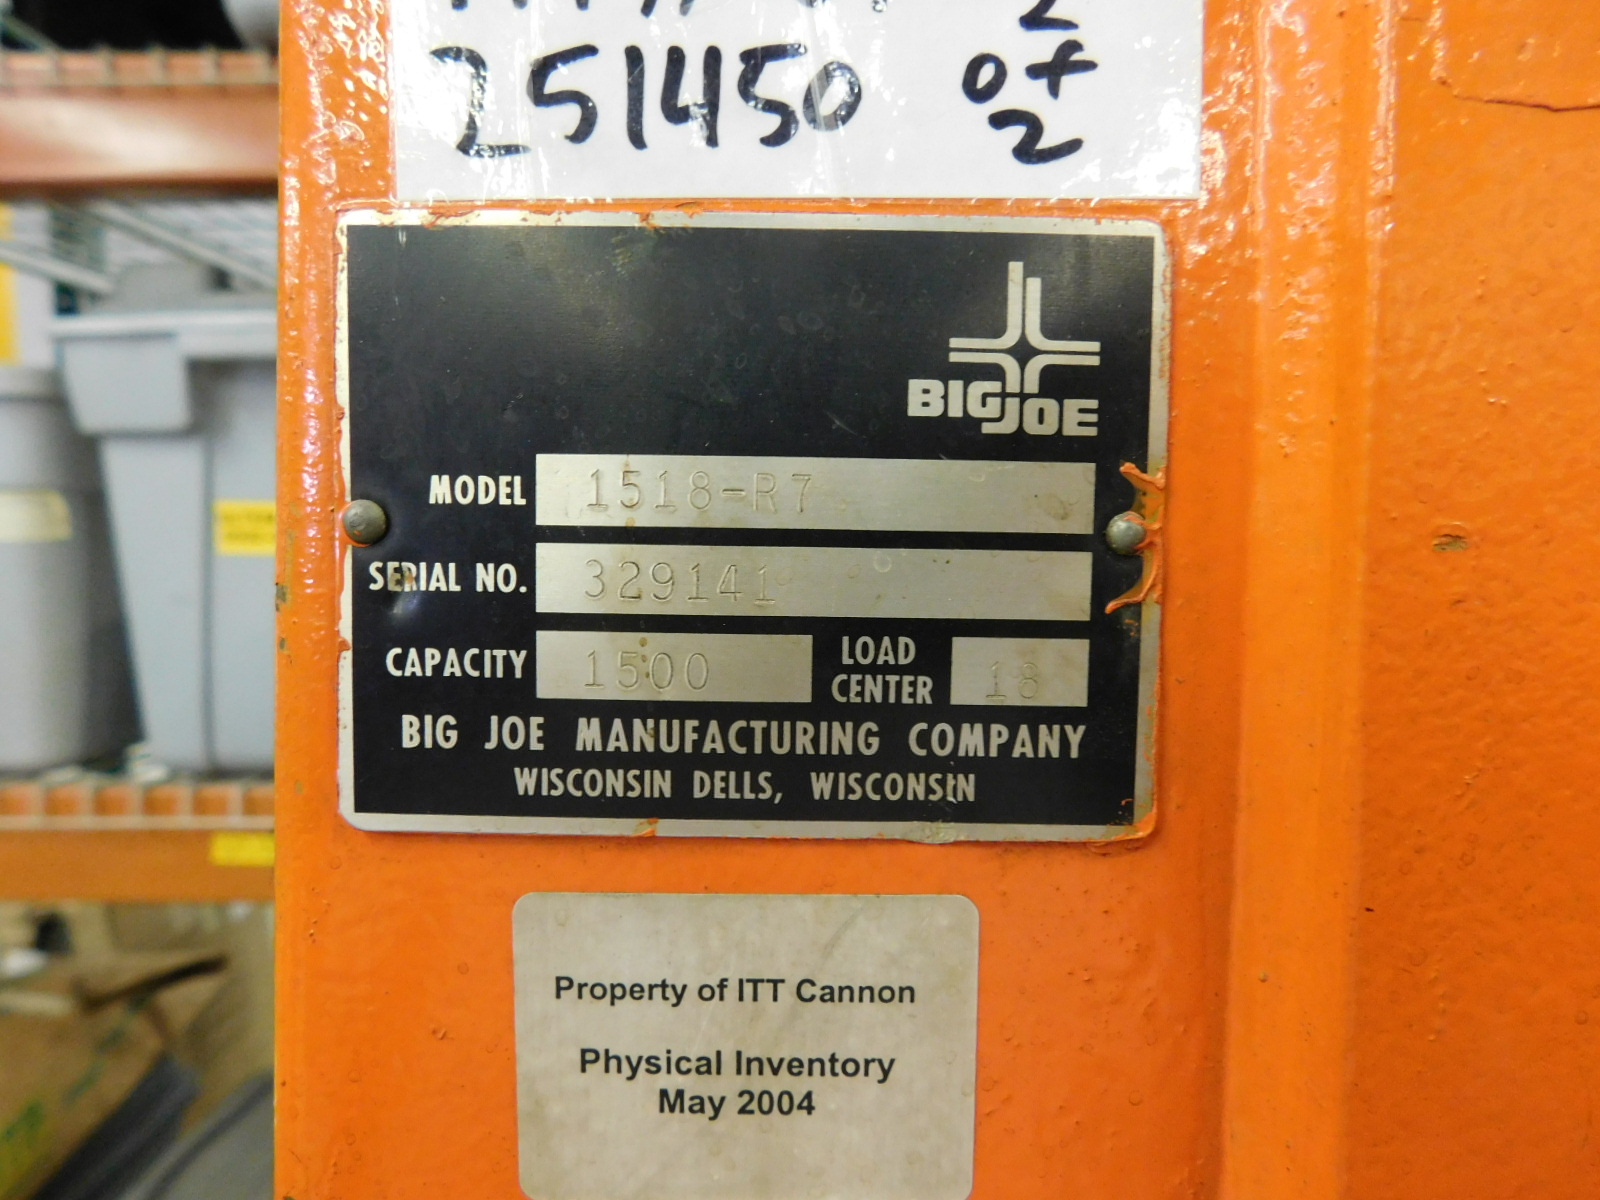 251450
2
of
2
BIG JOE
MODEL 1518-R7
SERIAL NO. 329141
CAPACITY 1500 LOAD CENTER 18
BIG JOE MANUFACTURING COMPANY
WISCONSIN DELLS, WISCONSIN
Property of ITT Cannon
Physical Inventory
May 2004